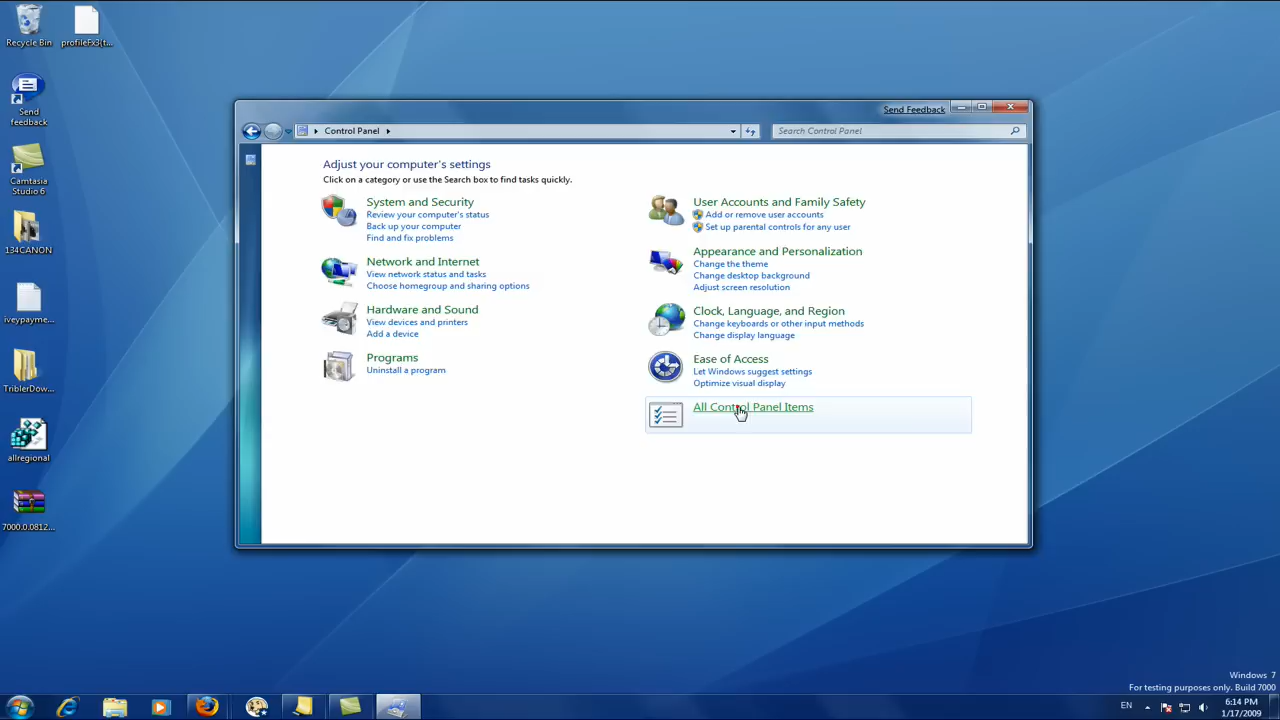 Recycle Bin
profileFx3{t...
Send feedback
Camtasia Studio 6
134CANON
iveypayme...
TriblerDow...
allregional
7000.0.0812...
Send Feedback
Control Panel
Search Control Panel
Adjust your computer's settings
Click on a category or use the Search box to find tasks quickly.
System and Security
Review your computer's status
Back up your computer
Find and fix problems
Network and Internet
View network status and tasks
Choose homegroup and sharing options
Hardware and Sound
View devices and printers
Add a device
Programs
Uninstall a program
User Accounts and Family Safety
Add or remove user accounts
Set up parental controls for any user
Appearance and Personalization
Change the theme
Change desktop background
Adjust screen resolution
Clock, Language, and Region
Change keyboards or other input methods
Change display language
Ease of Access
Let Windows suggest settings
Optimize visual display
All Control Panel Items
Windows 7
For testing purposes only. Build 7000
EN
6:14 PM
1/17/2009